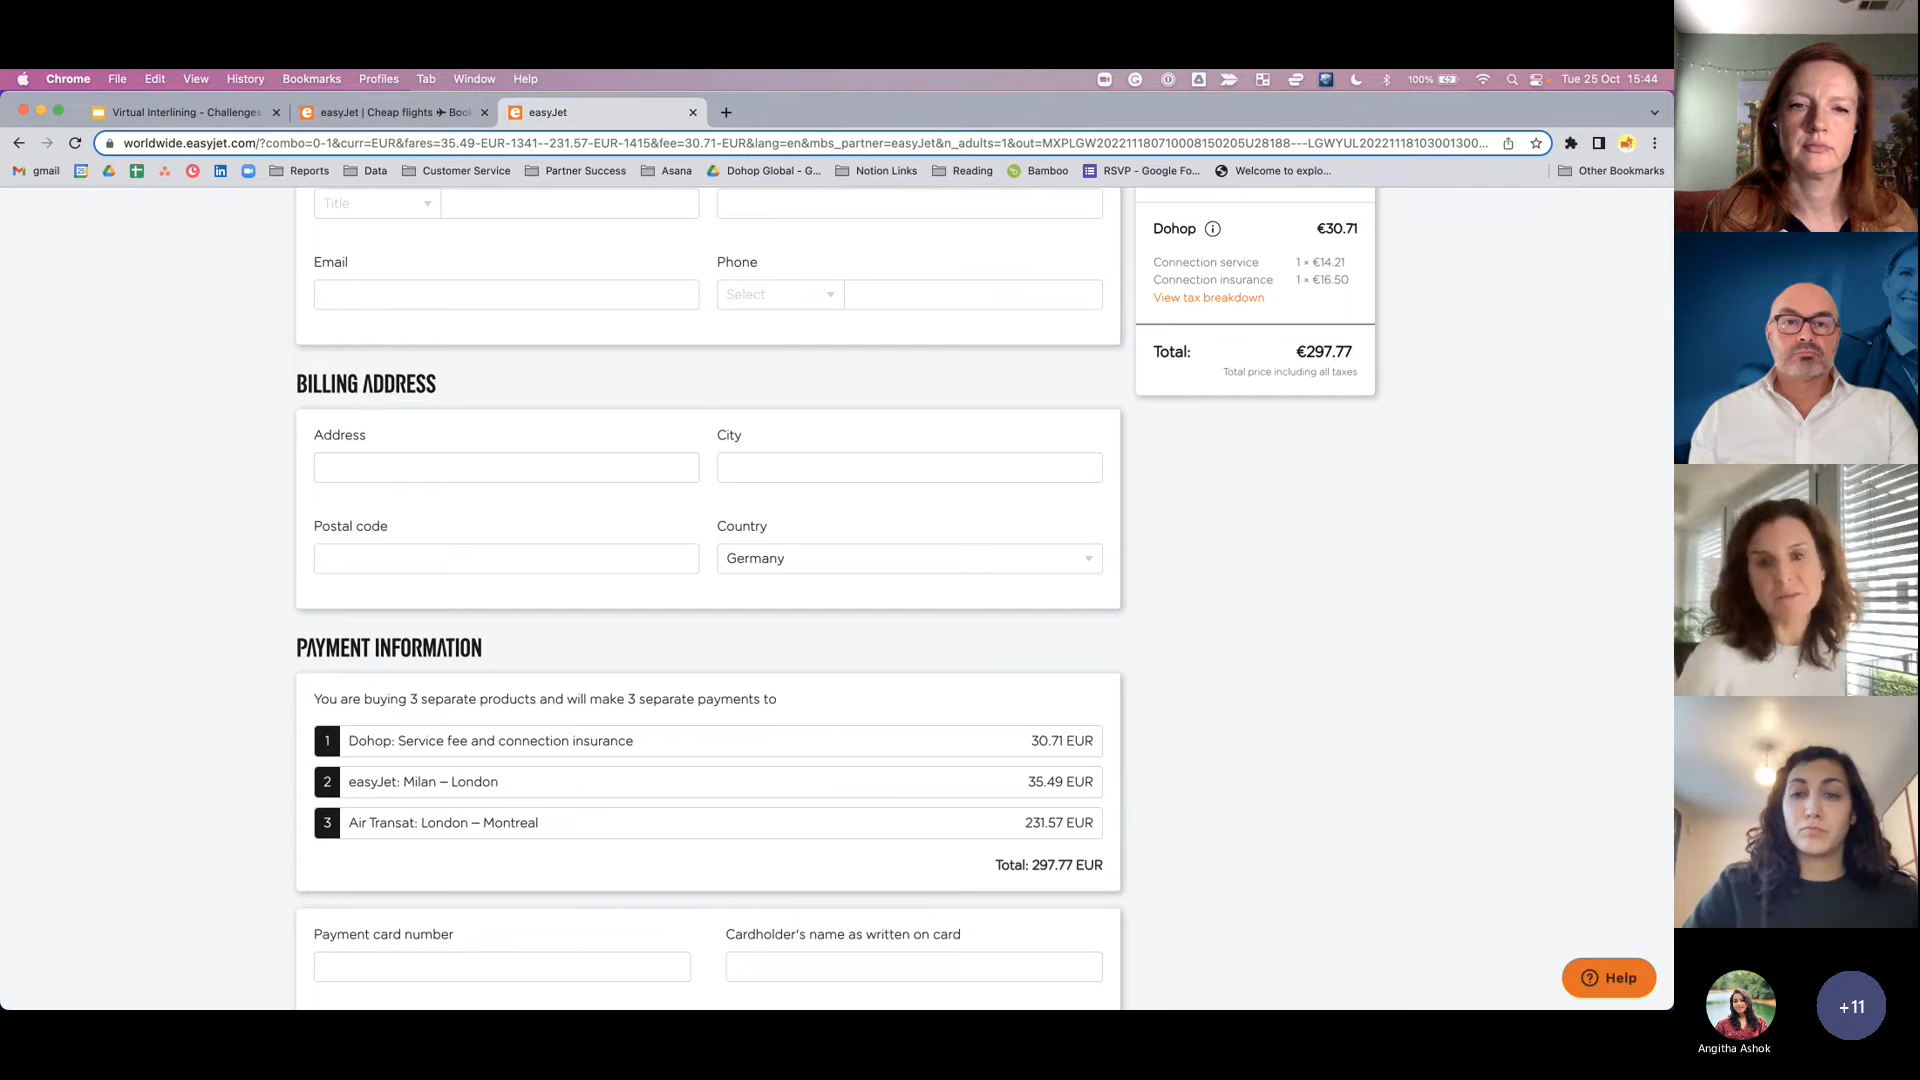 Chrome File Edit View History Bookmarks Profiles Tab Window Help 100% Tue 25 Oct 15:44
Virtual Interlining - Challenges easyJet | Cheap flights ✈ Book easyJet
worldwide.easyjet.com/?combo=0-1&curr=EUR&fares=35.49-EUR-1341--231.57-EUR-1415&fee=30.71-EUR&lang=en&mbs_partner=easyJet&n_adults=1&out=MXPLGW202211180710008150205U28188---LGWYUL20221118103001300...
gmail Reports Data Customer Service Partner Success Asana Dohop Global - G... Notion Links Reading Bamboo RSVP - Google Fo... Welcome to explo... Other Bookmarks
Title
Email
Phone
Select
Dohop €30.71
Connection service 1 × €14.21
Connection insurance 1 × €16.50
View tax breakdown
Total: €297.77
Total price including all taxes
BILLING ADDRESS
Address
City
Postal code
Country
Germany
PAYMENT INFORMATION
You are buying 3 separate products and will make 3 separate payments to
1 Dohop: Service fee and connection insurance 30.71 EUR
2 easyJet: Milan – London 35.49 EUR
3 Air Transat: London – Montreal 231.57 EUR
Total: 297.77 EUR
Payment card number
Cardholder's name as written on card
Help
+11
Angitha Ashok